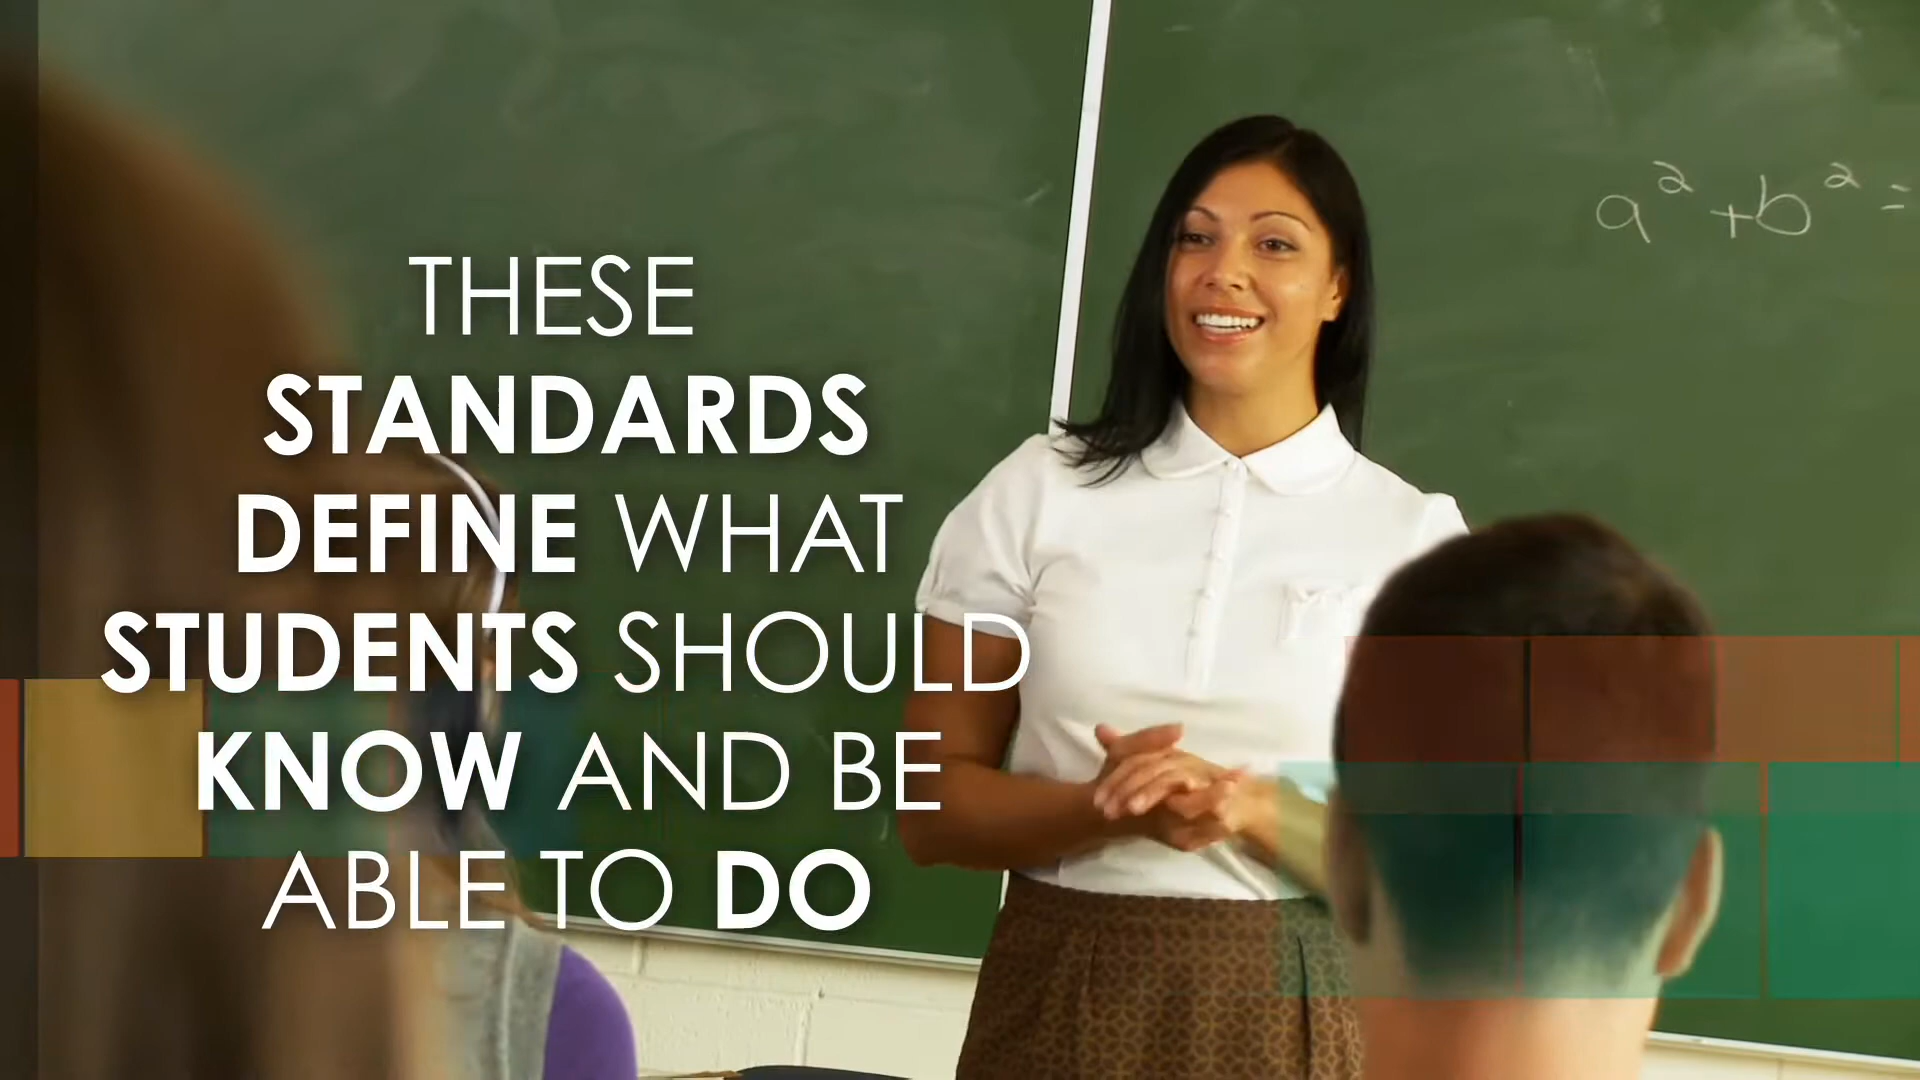 THESE
STANDARDS
DEFINE WHAT
STUDENTS SHOULD
KNOW AND BE
ABLE TO DO
a² + b² =